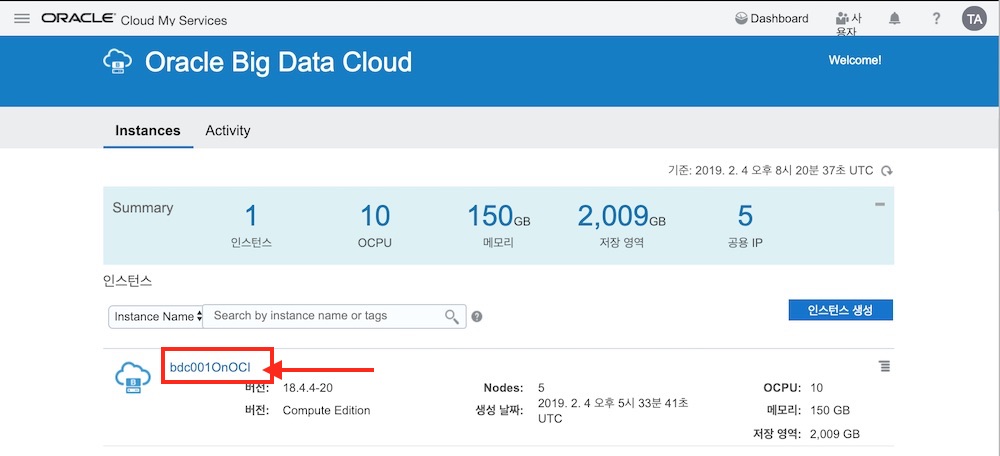 ORACLE Cloud My Services Dashboard 사용자 ? TA
Oracle Big Data Cloud
Welcome!
Instances Activity
기준: 2019. 2. 4 오후 8시 20분 37초 UTC
Summary
1 10 150GB 2,009GB 5
인스턴스 OCPU 메모리 저장 영역 공용 IP
인스턴스
Instance Name Search by instance name or tags ?
인스턴스 생성
bdc001OnOCI
버전: 18.4.4-20 Nodes: 5 OCPU: 10
버전: Compute Edition 생성 날짜: 2019. 2. 4 오후 5시 33분 41초 메모리: 150 GB
UTC
저장 영역: 2,009 GB